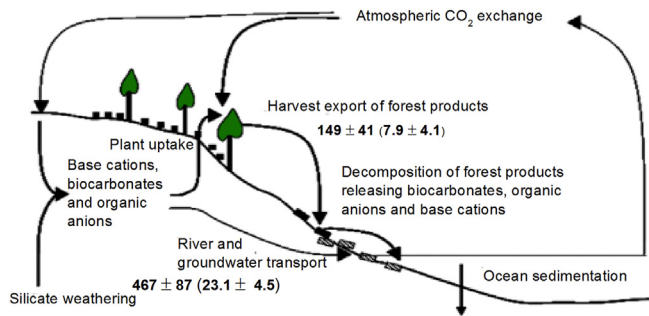 Atmospheric CO₂ exchange
Harvest export of forest products
149 ± 41 (7.9 ± 4.1)
Plant uptake
Base cations,
biocarbonates
and organic
anions
Decomposition of forest products
releasing biocarbonates, organic
anions and base cations
River and
groundwater transport
467 ± 87 (23.1 ± 4.5)
Ocean sedimentation
Silicate weathering